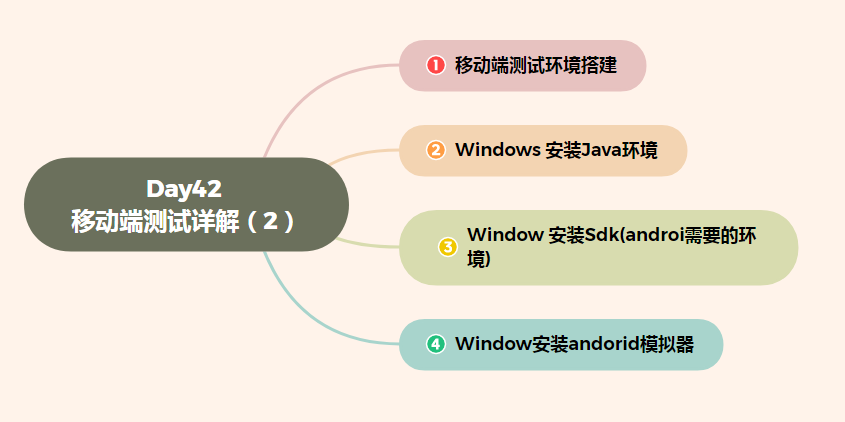 Day42
移动端测试详解（2）
1 移动端测试环境搭建
2 Windows 安装Java环境
3 Window 安装Sdk(androi需要的环
境)
4 Window安装andorid模拟器